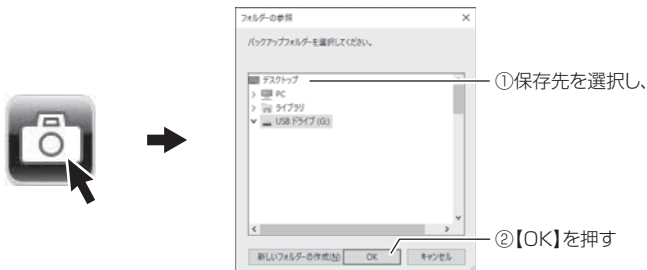 フォルダーの参照
バックアップフォルダーを選択してください。
デスクトップ
PC
ライブラリ
USB ドライブ (G:)
①保存先を選択し、
②【OK】を押す
新しいフォルダーの作成(N)
OK
キャンセル